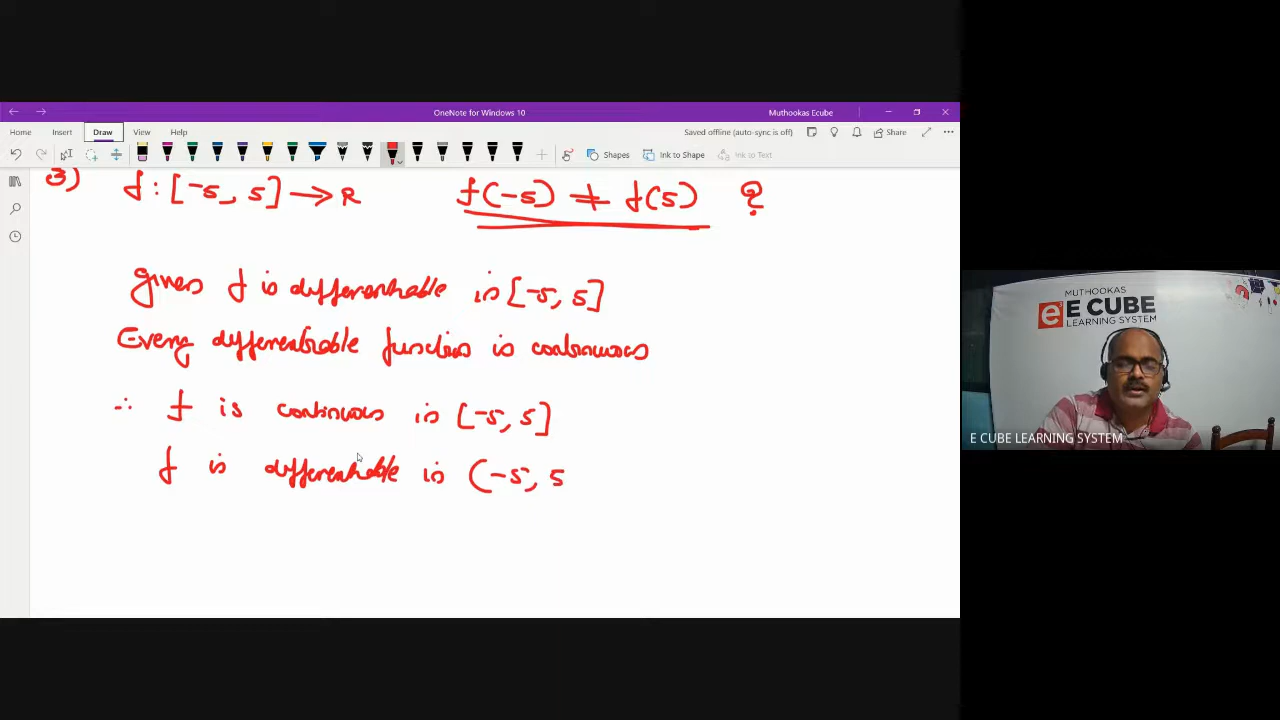 OneNote for Windows 10
Muthookas Ecube
Home Insert Draw View Help
Saved offline (auto-sync is off)
Share
Shapes
Ink to Shape
Ink to Text
3) f : [-5, 5] → R f(-5) ≠ f(5) ?
given f is differentiable in [-5, 5]
Every differentiable function is continuous
∴ f is continuous in [-5, 5]
f is differentiable in (-5, 5
MUTHOOKAS
e E CUBE
LEARNING SYSTEM
E CUBE LEARNING SYSTEM